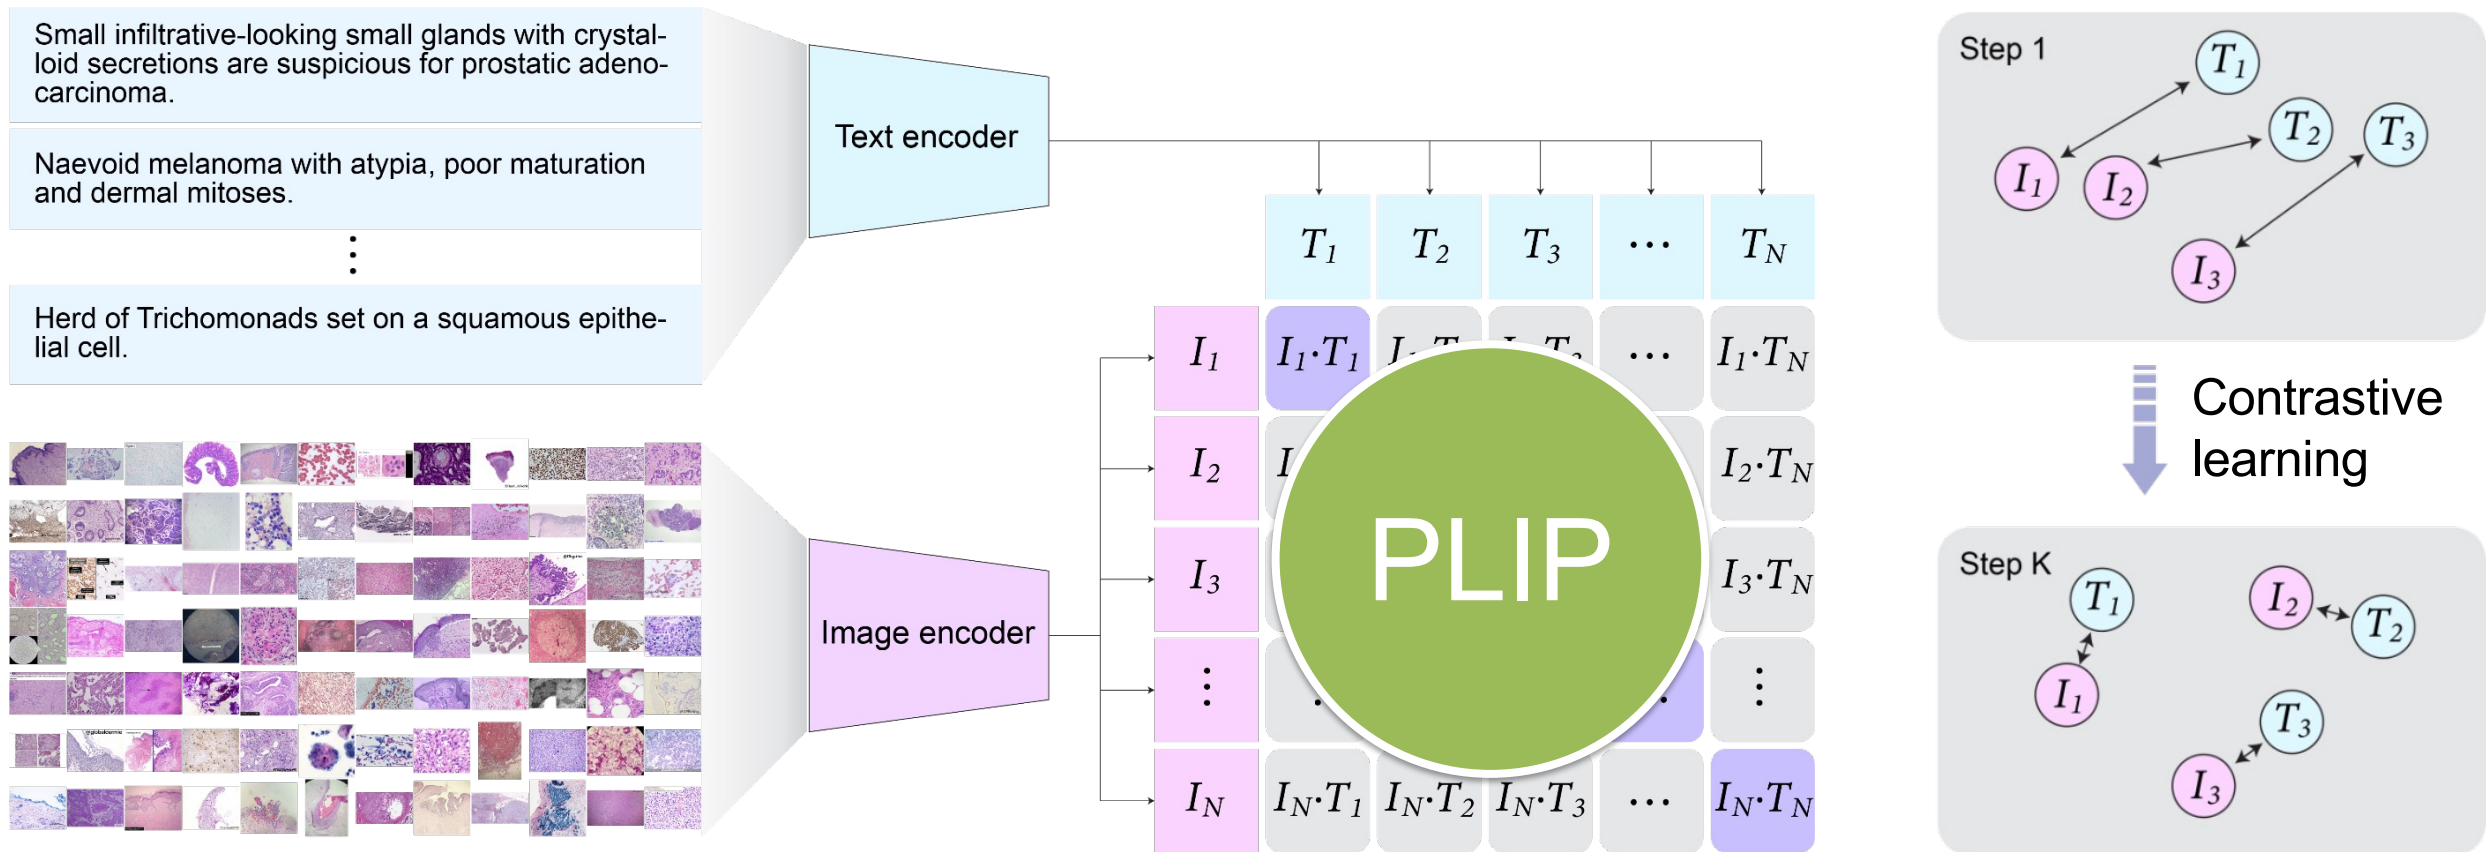 Small infiltrative-looking small glands with crystal-
loid secretions are suspicious for prostatic adeno-
carcinoma.
Naevoid melanoma with atypia, poor maturation
and dermal mitoses.
⋮
Herd of Trichomonads set on a squamous epithe-
lial cell.
Text encoder
Image encoder
T1 T2 T3 ⋯ TN
I1 I1·T1 ⋯ I1·TN
I2 I2·TN
I3 I3·TN
⋮ ⋮
IN IN·T1 IN·T2 IN·T3 ⋯ IN·TN
PLIP
Step 1
T1
T2
T3
I1
I2
I3
Contrastive
learning
Step K
T1
I2
T2
I1
T3
I3